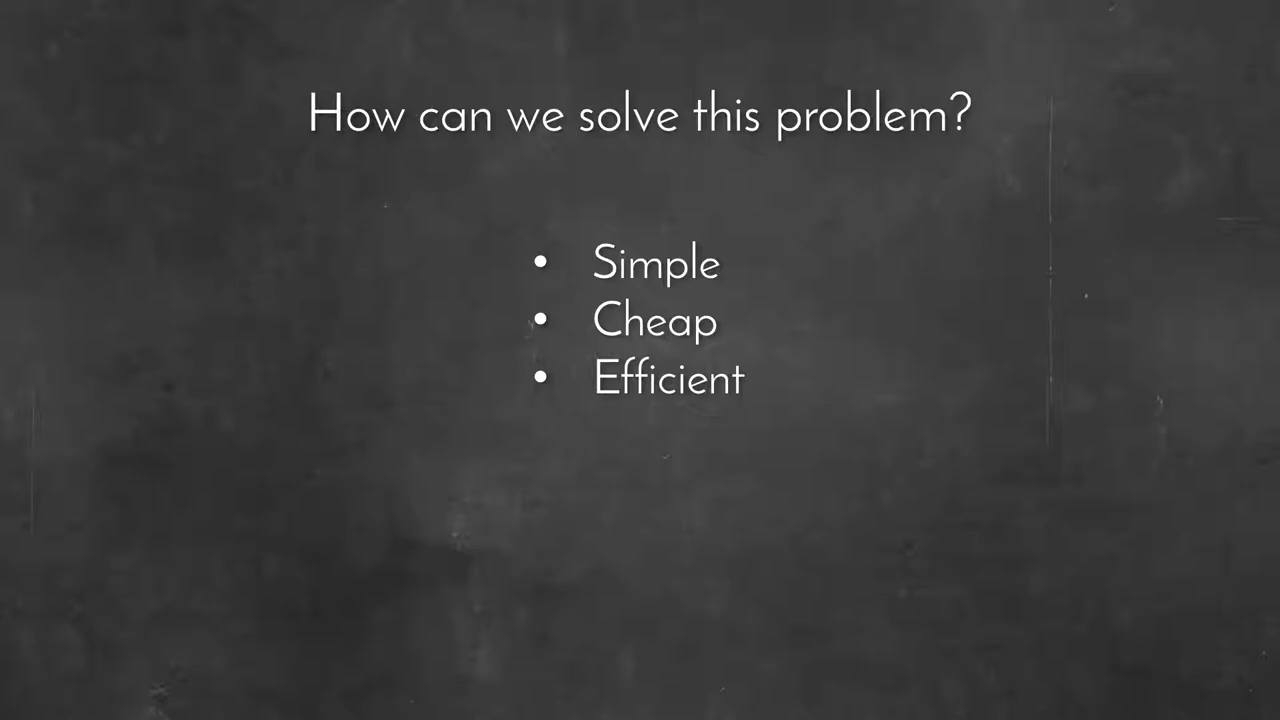 How can we solve this problem?
• Simple
• Cheap
• Efficient